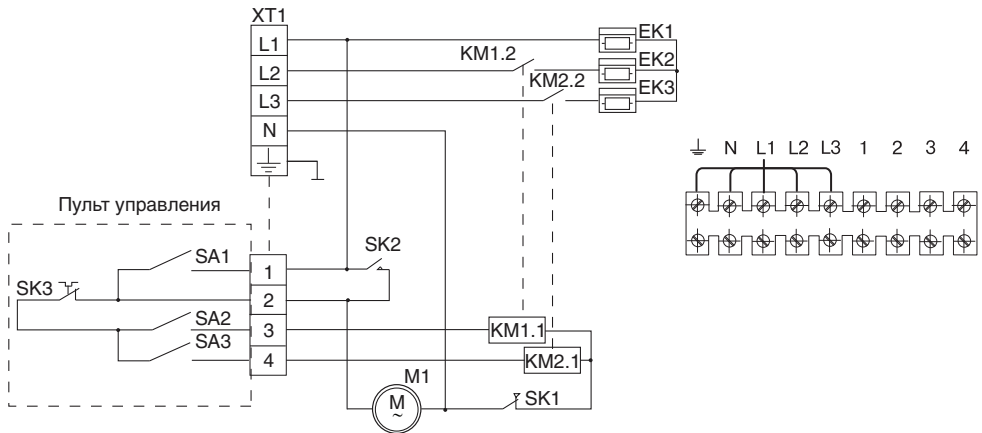 XT1
L1
L2
L3
N
KM1.2
KM2.2
EK1
EK2
EK3
N L1 L2 L3 1 2 3 4
Пульт управления
SA1
SK2
SK3
SA2
SA3
1
2
3
4
KM1.1
KM2.1
M1
M
~
SK1